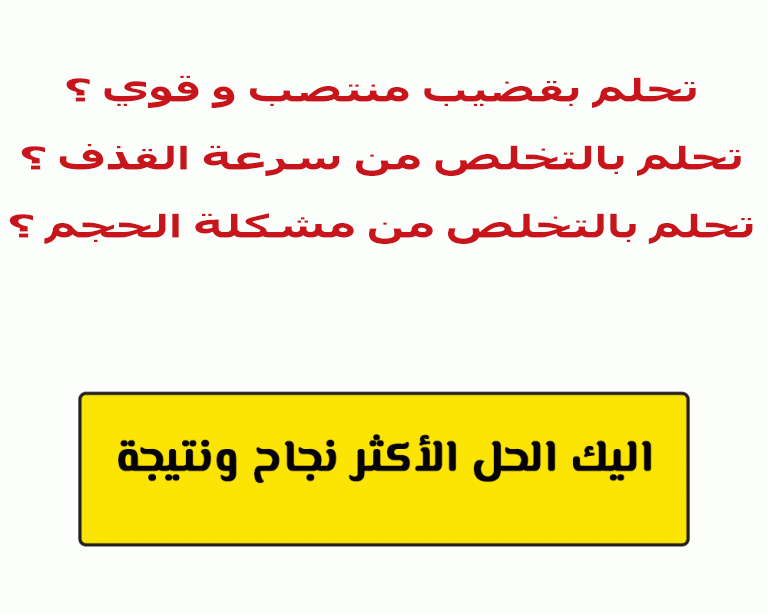 تحلم بقضيب منتصب و قوي ؟
تحلم بالتخلص من سرعة القذف ؟
تحلم بالتخلص من مشكلة الحجم ؟
اليك الحل الأكثر نجاح ونتيجة